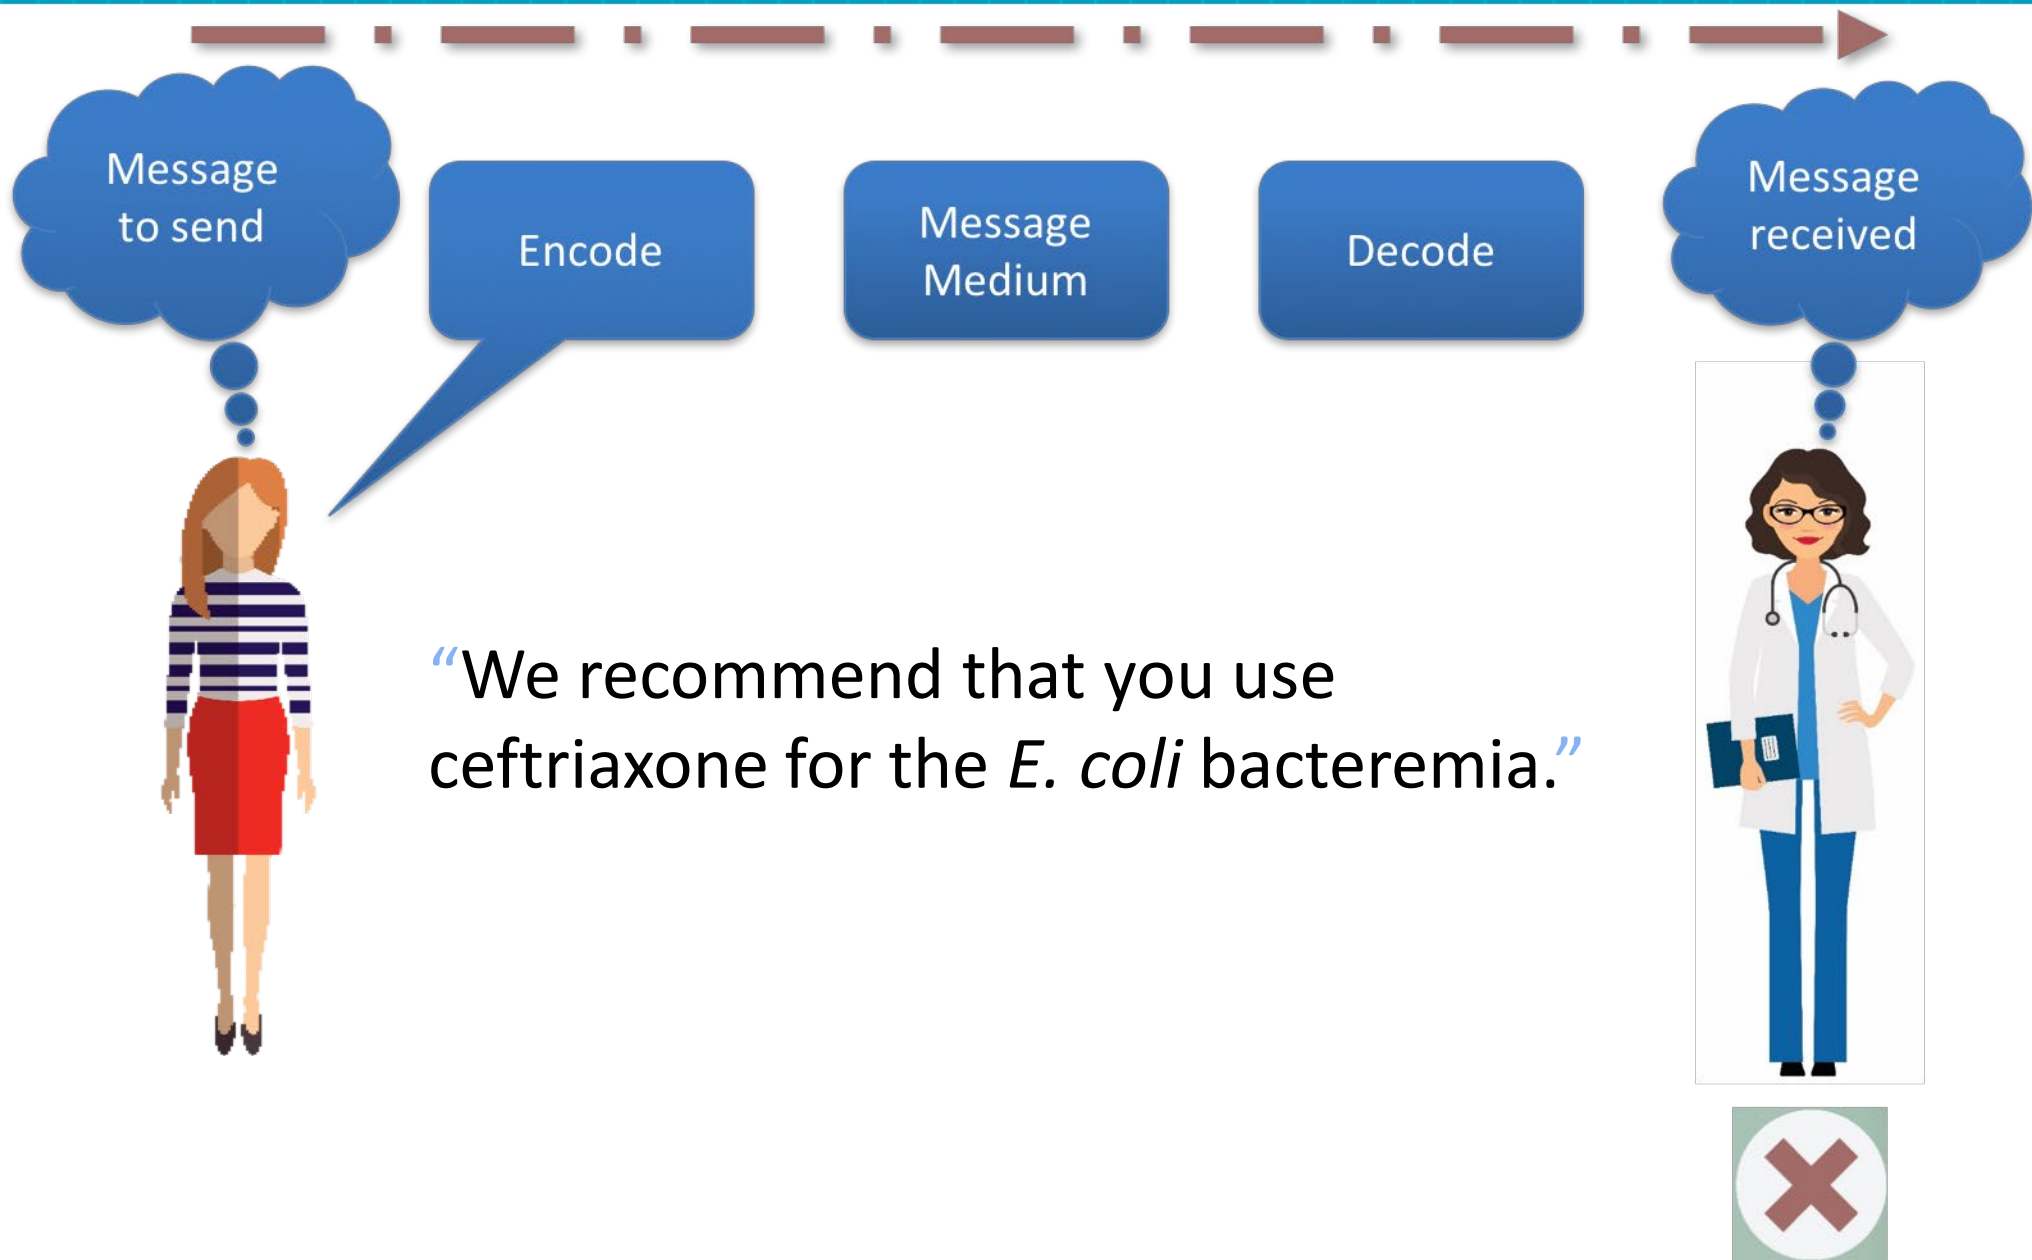 Message
to send
Encode
Message
Medium
Decode
Message
received
“We recommend that you use
ceftriaxone for the E. coli bacteremia.”